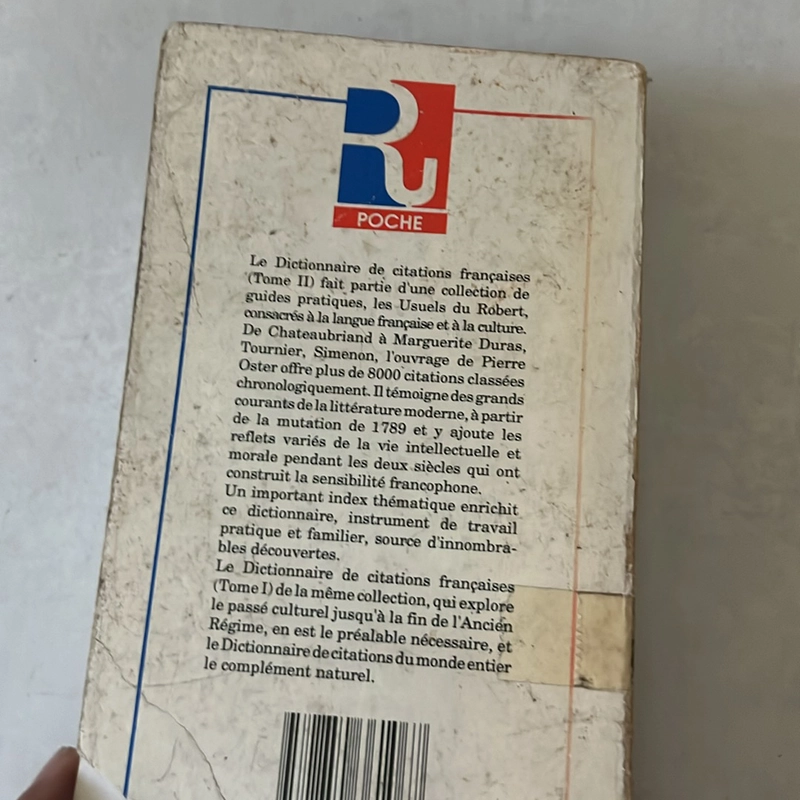 Ru
POCHE
Le Dictionnaire de citations françaises
(Tome II) fait partie d'une collection de
guides pratiques, les Usuels du Robert,
consacrés à la langue française et à la culture.
De Chateaubriand à Marguerite Duras,
Tournier, Simenon, l'ouvrage de Pierre
Oster offre plus de 8000 citations classées
chronologiquement. Il témoigne des grands
courants de la littérature moderne, à partir
de la mutation de 1789 et y ajoute les
reflets variés de la vie intellectuelle et
morale pendant les deux siècles qui ont
construit la sensibilité francophone.
Un important index thématique enrichit
ce dictionnaire, instrument de travail
pratique et familier, source d'innombra-
bles découvertes.
Le Dictionnaire de citations françaises
(Tome I) de la même collection, qui explore
le passé culturel jusqu'à la fin de l'Ancien
Régime, en est le préalable nécessaire, et
le Dictionnaire de citations du monde entier
le complément naturel.